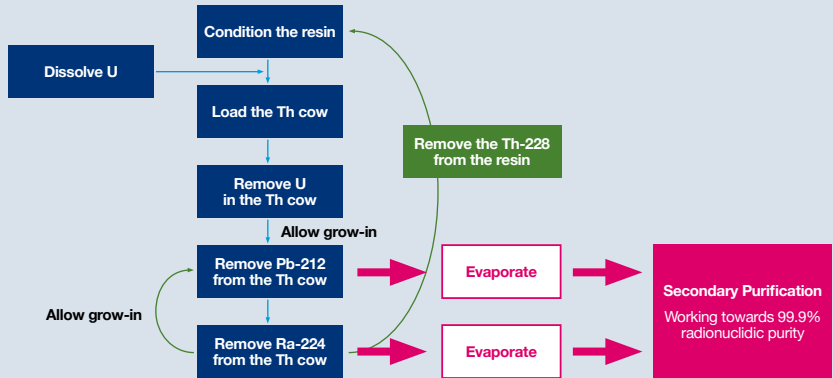 Condition the resin
Dissolve U
Load the Th cow
Remove the Th-228
from the resin
Remove U
in the Th cow
Allow grow-in
Remove Pb-212
from the Th cow
Evaporate
Secondary Purification
Working towards 99.9%
radionuclidic purity
Allow grow-in
Remove Ra-224
from the Th cow
Evaporate